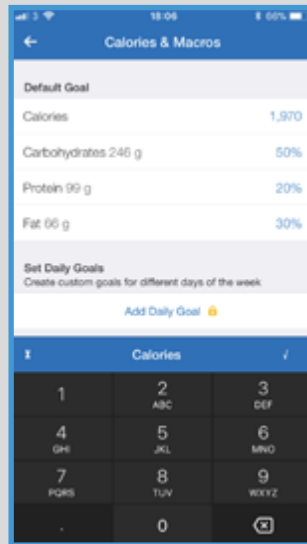 18:06
66%
Calories & Macros
Default Goal
Calories 1,970
Carbohydrates 246 g 50%
Protein 99 g 20%
Fat 66 g 30%
Set Daily Goals
Create custom goals for different days of the week
Add Daily Goal
Calories
1 2 3
ABC DEF
4 5 6
GHI JKL MNO
7 8 9
PQRS TUV WXYZ
. 0